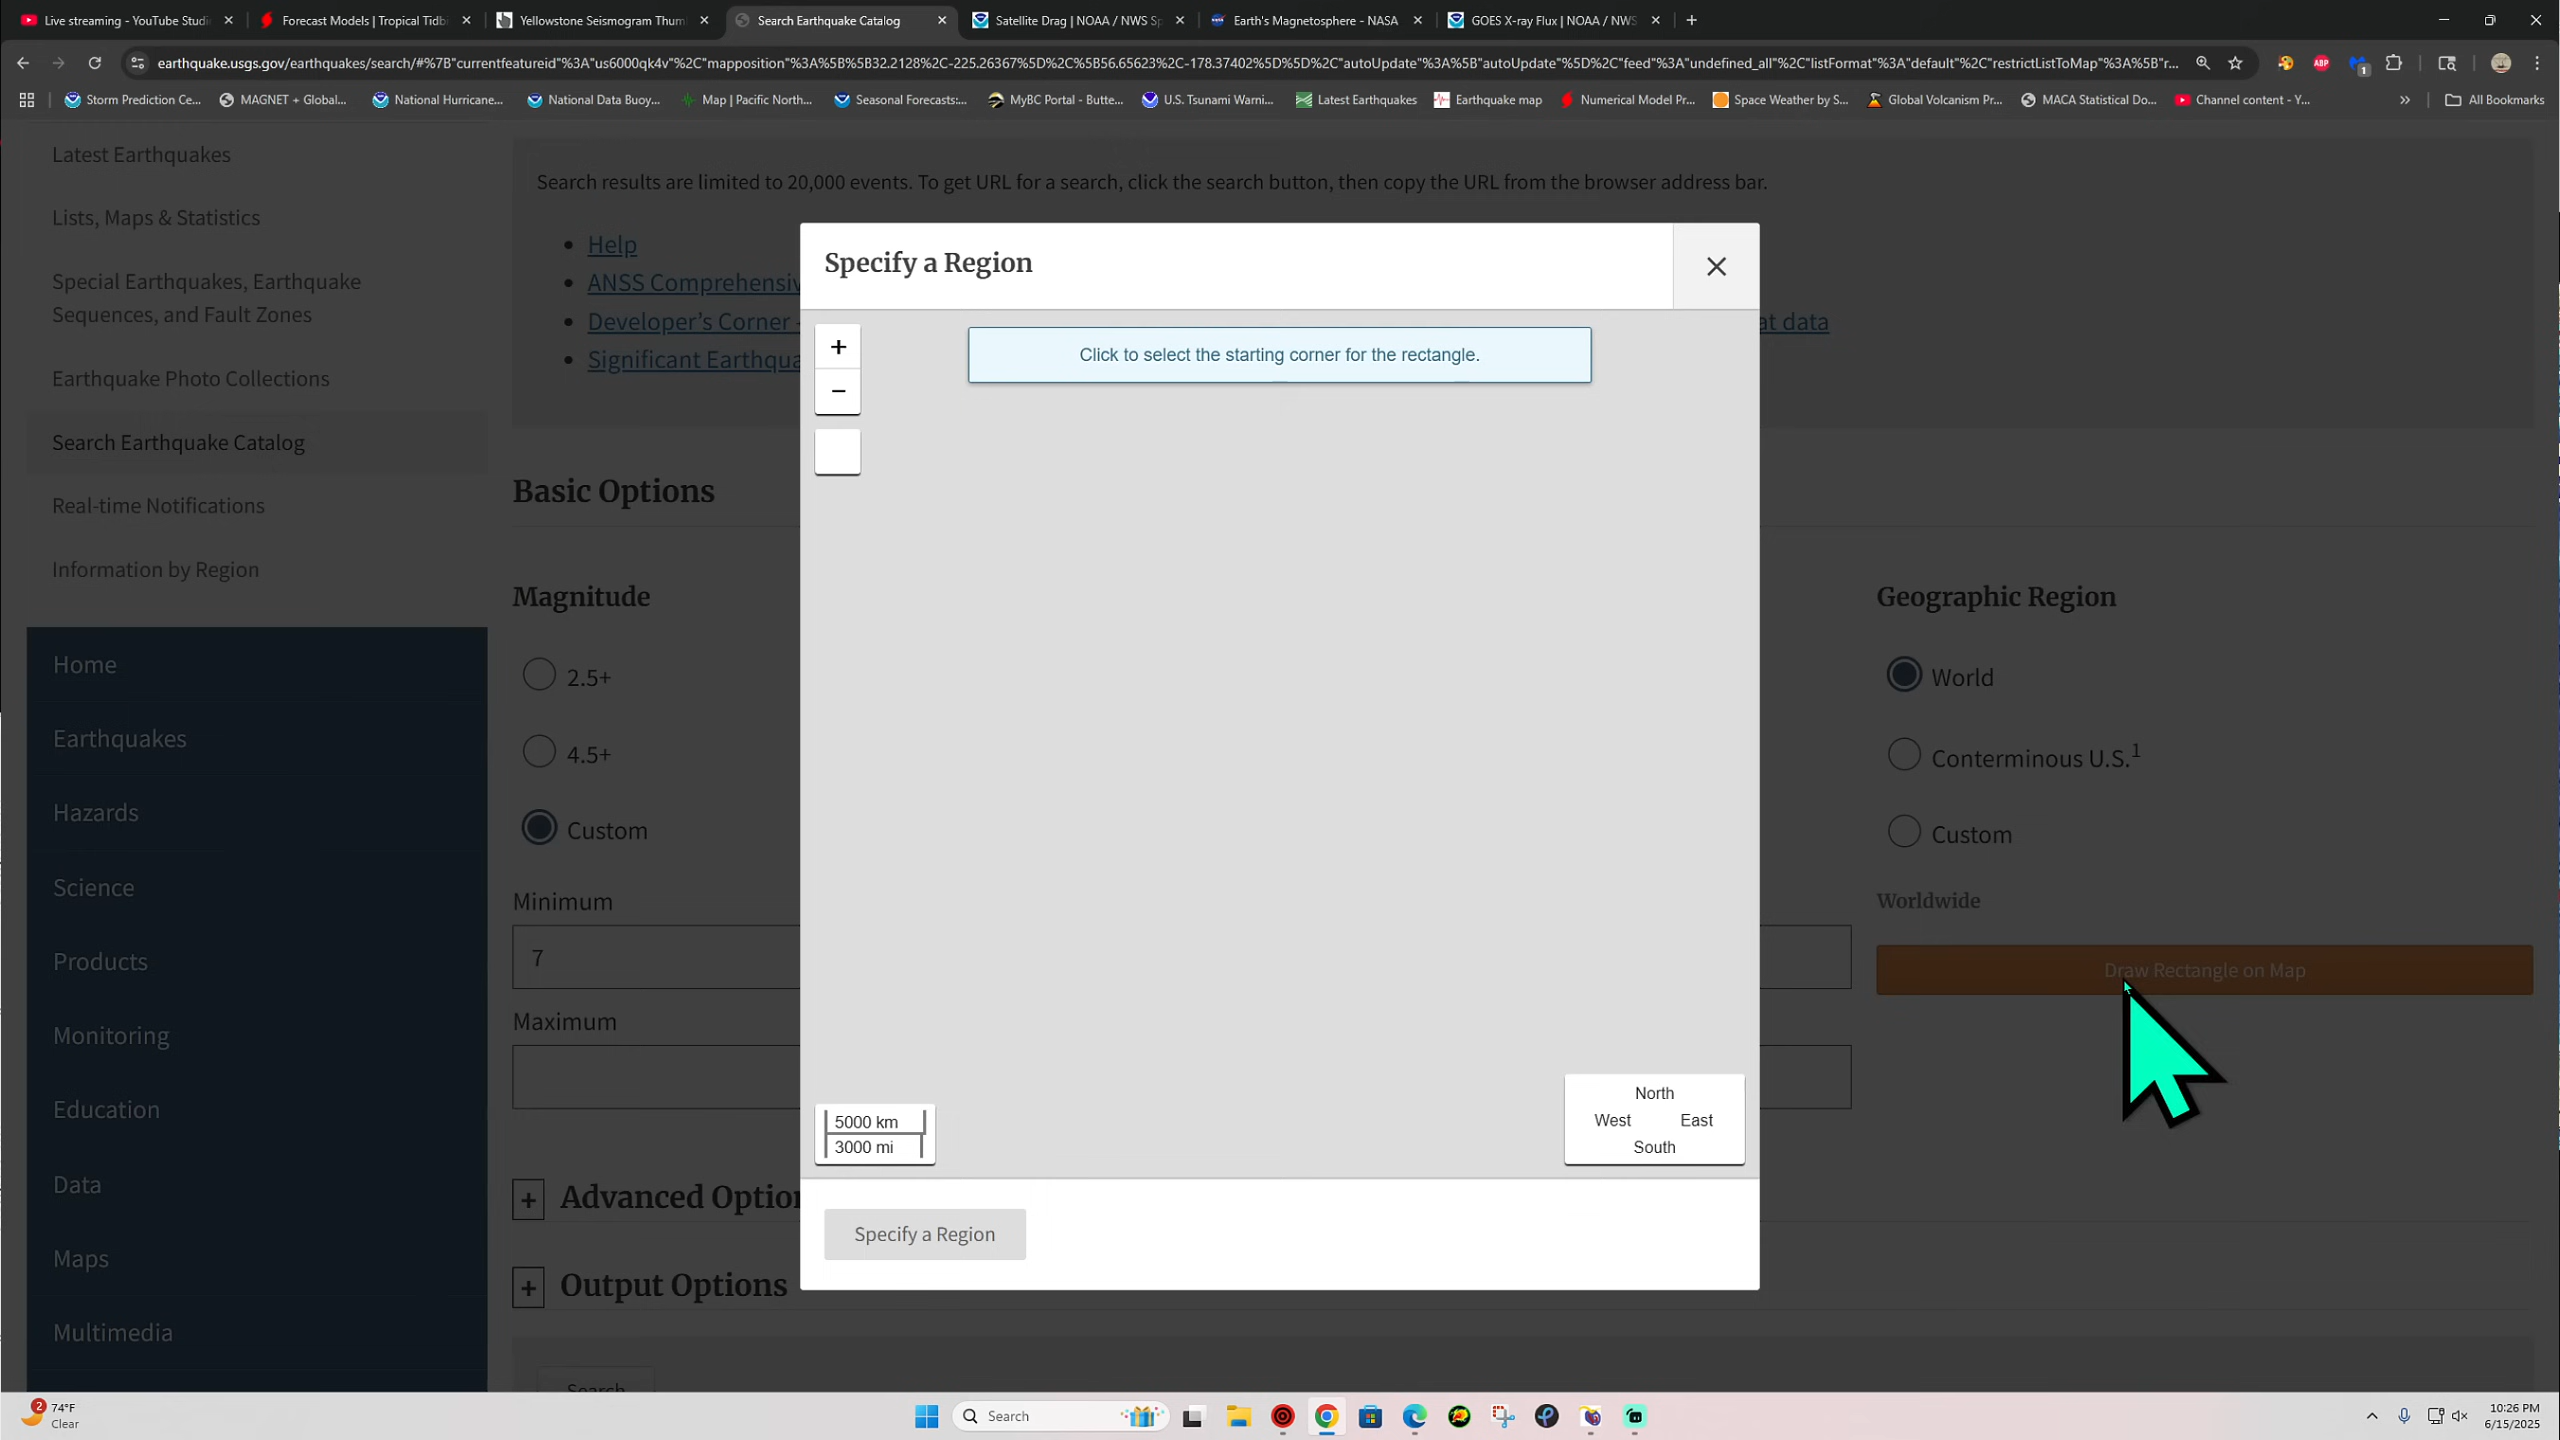 Live streaming - YouTube Studi
Forecast Models | Tropical Tidbi
Yellowstone Seismogram Thum
Search Earthquake Catalog
Satellite Drag | NOAA / NWS Sp
Earth's Magnetosphere - NASA
GOES X-ray Flux | NOAA / NWS
earthquake.usgs.gov/earthquakes/search/#%7B"currentfeatureid"%3A"us6000qk4v"%2C"mapposition"%3A%5B%5B32.2128%2C-225.26367%5D%2C%5B56.65623%2C-178.37402%5D%5D%2C"autoUpdate"%3A%5B"autoUpdate"%5D%2C"feed"%3A"undefined_all"%2C"listFormat"%3A"default"%2C"restrictListToMap"%3A%5B"r...
ABP
1
Storm Prediction Ce...
MAGNET + Global...
National Hurricane...
National Data Buoy...
Map | Pacific North...
Seasonal Forecasts:...
MyBC Portal - Butte...
U.S. Tsunami Warni...
Latest Earthquakes
Earthquake map
Numerical Model Pr...
Space Weather by S...
Global Volcanism Pr...
MACA Statistical Do...
Channel content - Y...
All Bookmarks
Latest Earthquakes
Lists, Maps & Statistics
Special Earthquakes, Earthquake
Sequences, and Fault Zones
Earthquake Photo Collections
Search Earthquake Catalog
Real-time Notifications
Information by Region
Home
Earthquakes
Hazards
Science
Products
Monitoring
Education
Data
Maps
Multimedia
Search results are limited to 20,000 events. To get URL for a search, click the search button, then copy the URL from the browser address bar.
Help
ANSS Comprehensiv
Developer's Corner -
at data
Significant Earthqua
Basic Options
Magnitude
2.5+
4.5+
Custom
Minimum
7
Maximum
Advanced Option
Output Options
Search
Specify a Region
+
Click to select the starting corner for the rectangle.
−
5000 km
3000 mi
North
West East
South
Specify a Region
Geographic Region
World
Conterminous U.S.1
Custom
Worldwide
Draw Rectangle on Map
2
74°F
Clear
Search
10:26 PM
6/15/2025